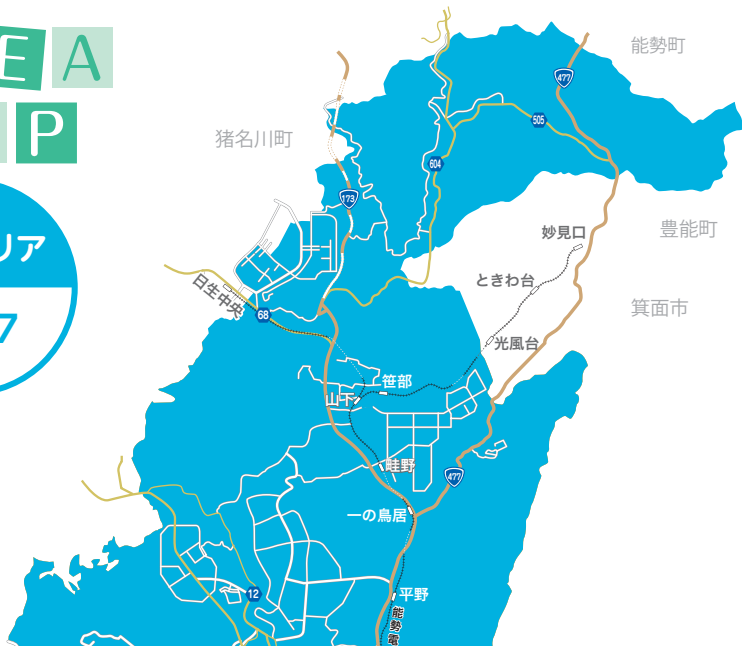 EA
P
リア
7
能勢町
477
猪名川町
505
604
173
豊能町
妙見口
ときわ台
日生中央
箕面市
68
光風台
笹部
山下
畦野
477
一の鳥居
12
平野
能勢電